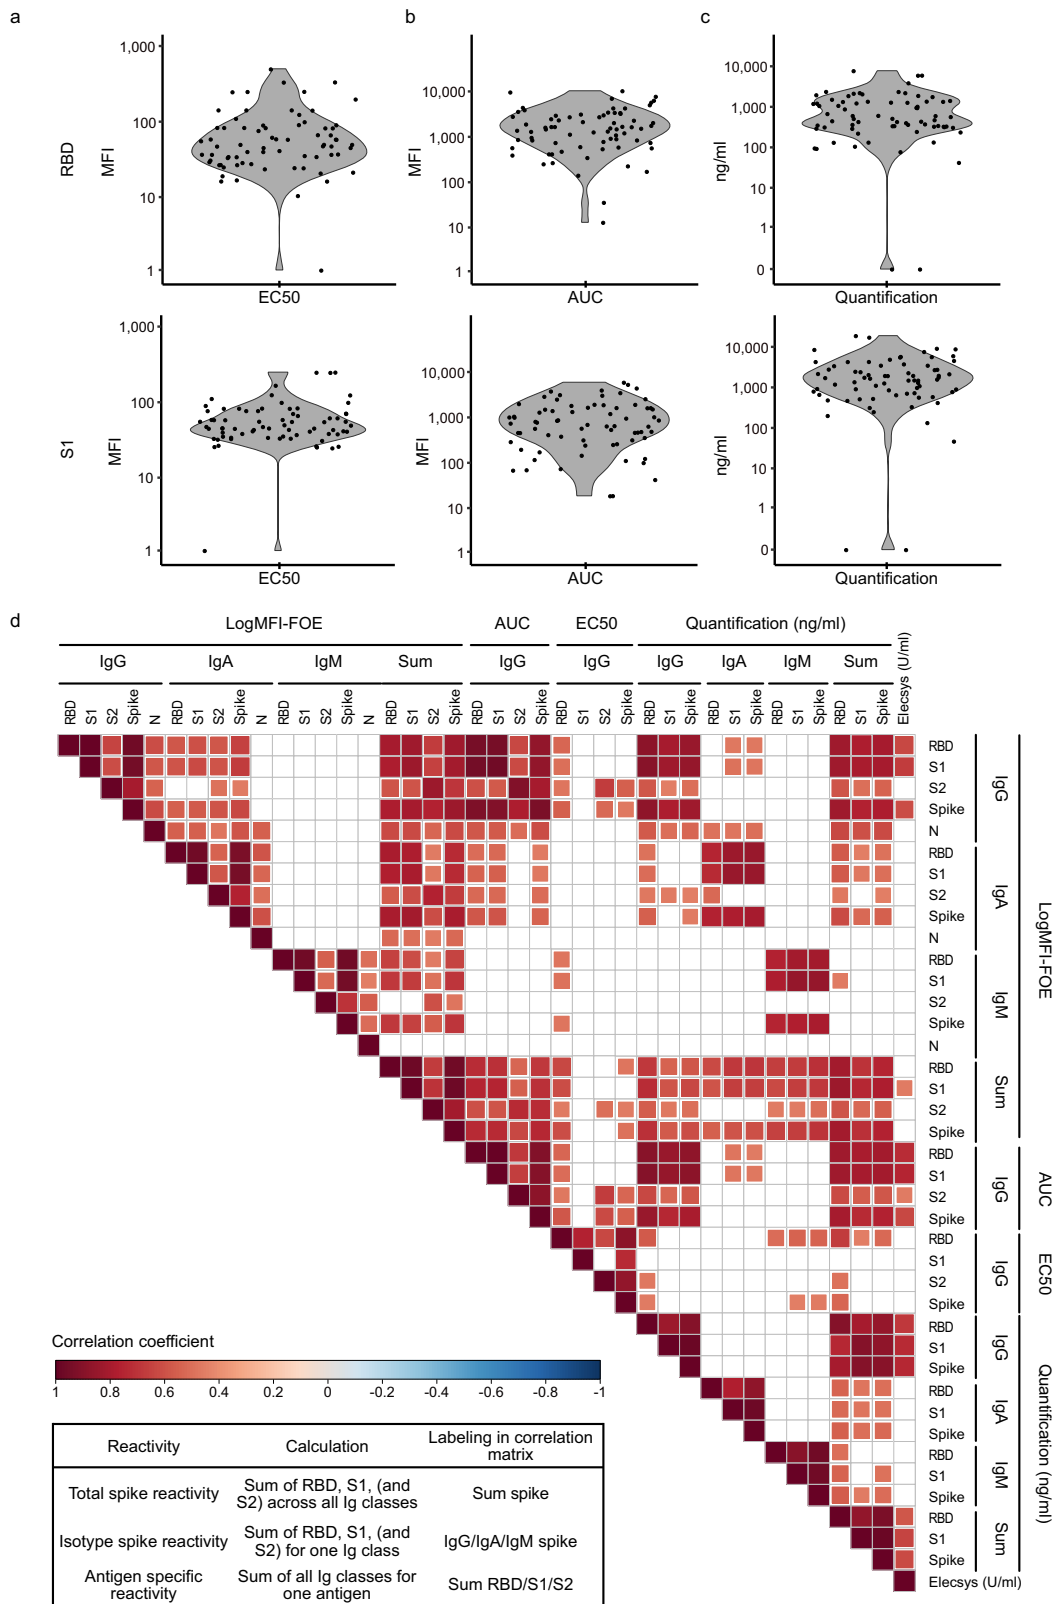 a
b
c
RBD
MFI
1,000
100
10
1
EC50
MFI
10,000
1,000
100
10
1
AUC
ng/ml
10,000
1,000
100
10
1
0
Quantification
S1
MFI
1,000
100
10
1
EC50
MFI
10,000
1,000
100
10
1
AUC
ng/ml
10,000
1,000
100
10
1
0
Quantification
d
LogMFI-FOE AUC EC50 Quantification (ng/ml)
IgG IgA IgM Sum IgG IgG IgG IgA IgM Sum
RBD S1 S2 Spike N RBD S1 S2 Spike N RBD S1 S2 Spike N RBD S1 S2 Spike RBD S1 S2 Spike RBD S1 S2 Spike RBD S1 Spike RBD S1 Spike RBD S1 Spike RBD S1 Spike Elecsys (U/ml)
RBD
S1
S2
Spike
N
IgG
RBD
S1
S2
Spike
N
IgA
RBD
S1
S2
Spike
N
IgM
RBD
S1
S2
Spike
Sum
LogMFI-FOE
RBD
S1
S2
Spike
IgG
AUC
RBD
S1
S2
Spike
IgG
EC50
RBD
S1
Spike
IgG
RBD
S1
Spike
IgA
RBD
S1
Spike
IgM
RBD
S1
Spike
Sum
Quantification (ng/ml)
Elecsys (U/ml)
Correlation coefficient
1 0.8 0.6 0.4 0.2 0 -0.2 -0.4 -0.6 -0.8 -1
Reactivity Calculation Labeling in correlation
matrix
Total spike reactivity Sum of RBD, S1, (and
S2) across all Ig classes Sum spike
Isotype spike reactivity Sum of RBD, S1, (and
S2) for one Ig class IgG/IgA/IgM spike
Antigen specific
reactivity Sum of all Ig classes for
one antigen Sum RBD/S1/S2